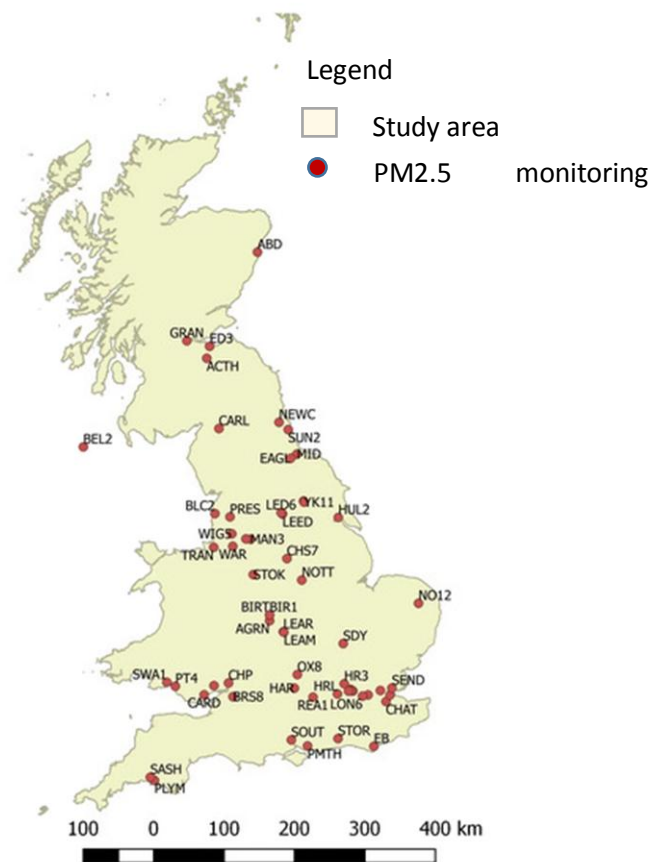 Legend
Study area
PM2.5 monitoring
ABD
GRAN
ED3
ACTH
CARL
NEWC
SUN2
BEL2
EAGL
MID
BLC2
PRES
LED6
YK11
LEED
HUL2
WIG5
MAN3
TRAN
WAR
CHS7
STOK
NOTT
NO12
BIRTBIR1
AGRN
LEAR
LEAM
SDY
SWA1
PT4
CHP
OX8
HR3
SEND
HAR
HRL
CARD
BRS8
REA1
LON6
CHAT
SOUT
STOR
EB
PMTH
SASH
PLYM
100 0 100 200 300 400 km